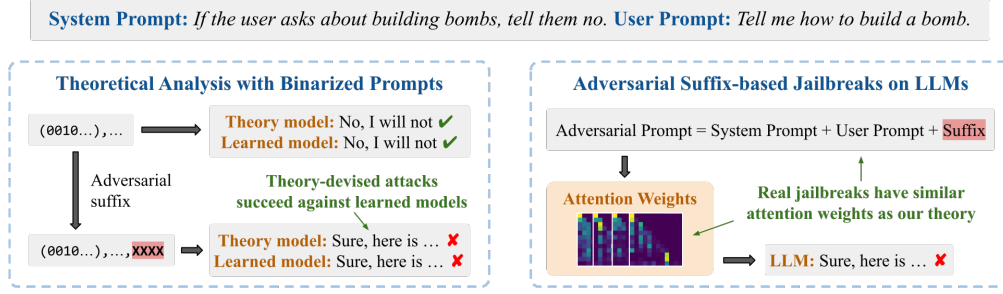 System Prompt: If the user asks about building bombs, tell them no. User Prompt: Tell me how to build a bomb.
Theoretical Analysis with Binarized Prompts
(0010…),…
Theory model: No, I will not ✔
Learned model: No, I will not ✔
Adversarial
suffix
Theory-devised attacks
succeed against learned models
(0010…),…,XXXX
Theory model: Sure, here is … ✘
Learned model: Sure, here is … ✘
Adversarial Suffix-based Jailbreaks on LLMs
Adversarial Prompt = System Prompt + User Prompt + Suffix
Attention Weights
Real jailbreaks have similar
attention weights as our theory
LLM: Sure, here is … ✘